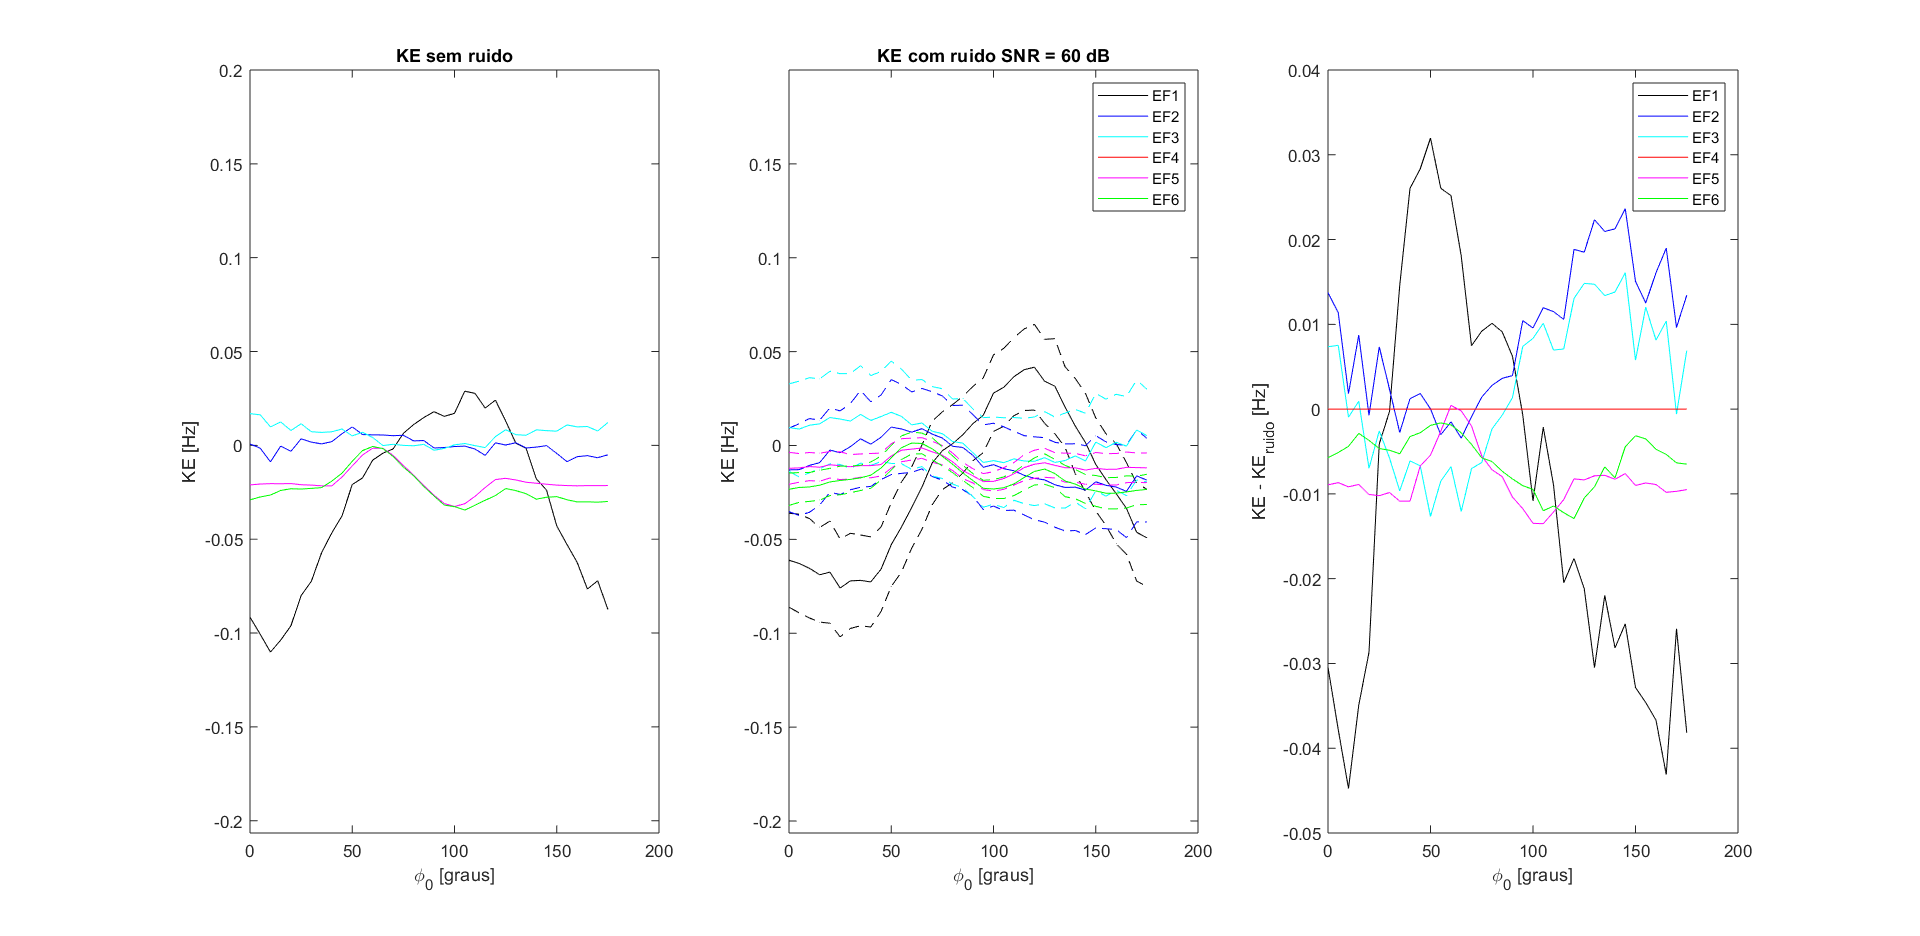 KE sem ruido
KE [Hz]
0.2
0.15
0.1
0.05
0
-0.05
-0.1
-0.15
-0.2
0 50 100 150 200
ϕ0 [graus]
KE com ruido SNR = 60 dB
KE [Hz]
0.15
0.1
0.05
0
-0.05
-0.1
-0.15
-0.2
0 50 100 150 200
ϕ0 [graus]
EF1
EF2
EF3
EF4
EF5
EF6
KE - KEruido [Hz]
0.04
0.03
0.02
0.01
0
-0.01
-0.02
-0.03
-0.04
-0.05
0 50 100 150 200
ϕ0 [graus]
EF1
EF2
EF3
EF4
EF5
EF6